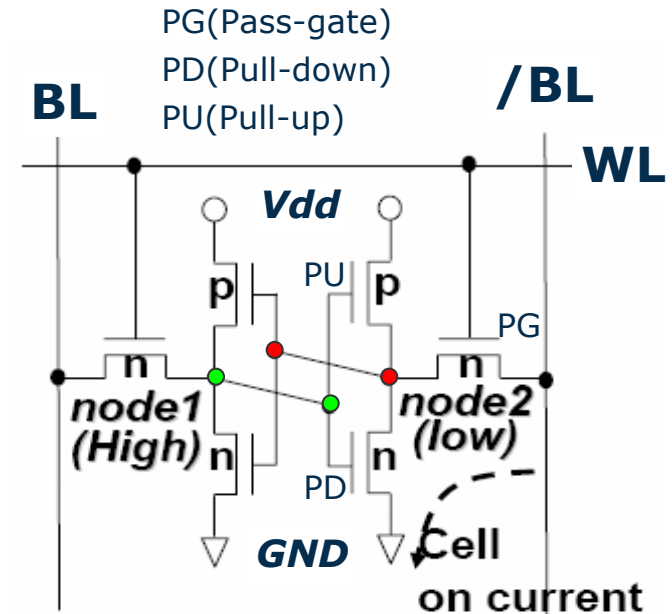 PG(Pass-gate)
PD(Pull-down)
PU(Pull-up)
BL
/BL
WL
Vdd
p
PU
p
PG
n
n
node1
(High)
node2
(low)
n
PD
n
GND
Cell
on current